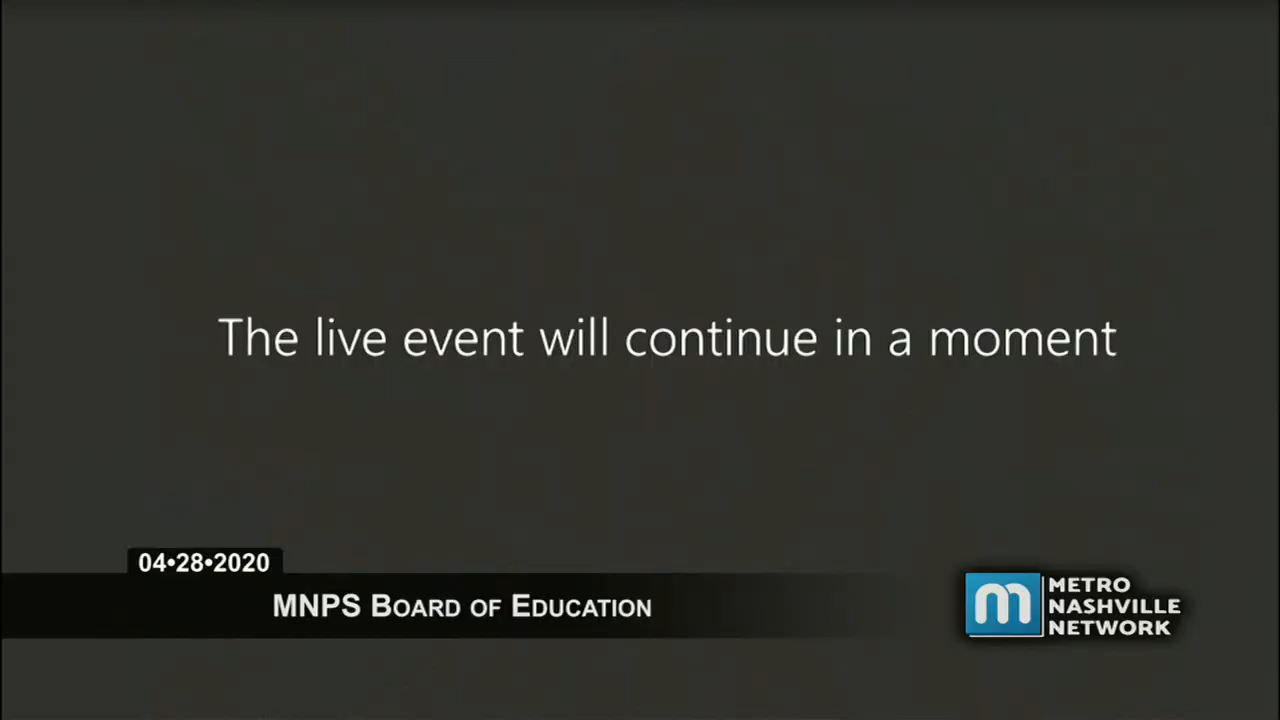 The live event will continue in a moment
04•28•2020
MNPS BOARD OF EDUCATION
m
METRO
NASHVILLE
NETWORK